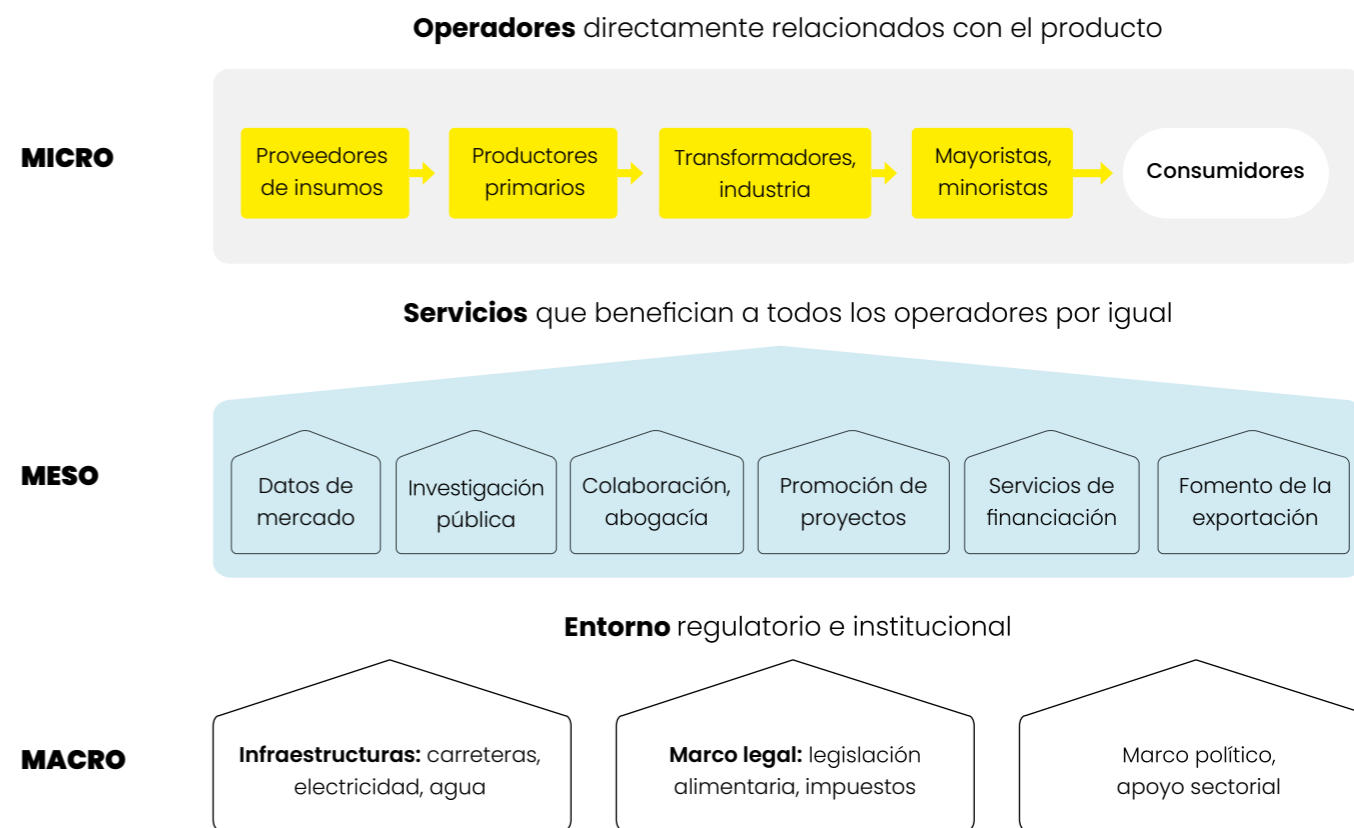 Operadores directamente relacionados con el producto
MICRO
Proveedores
de insumos
Productores
primarios
Transformadores,
industria
Mayoristas,
minoristas
Consumidores
Servicios que benefician a todos los operadores por igual
MESO
Datos de
mercado
Investigación
pública
Colaboración,
abogacía
Promoción de
proyectos
Servicios de
financiación
Fomento de la
exportación
Entorno regulatorio e institucional
MACRO
Infraestructuras: carreteras,
electricidad, agua
Marco legal: legislación
alimentaria, impuestos
Marco político,
apoyo sectorial